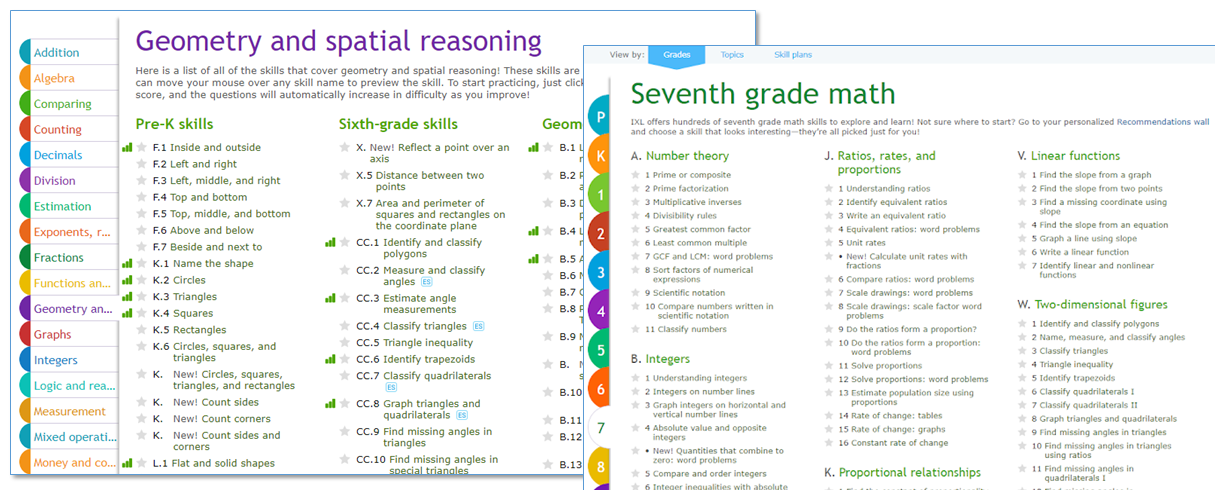 Addition
Algebra
Comparing
Counting
Decimals
Division
Estimation
Exponents, r...
Fractions
Functions an...
Geometry an...
Graphs
Integers
Logic and rea...
Measurement
Mixed operati...
Money and co...
Geometry and spatial reasoning
Here is a list of all of the skills that cover geometry and spatial reasoning! These skills are
can move your mouse over any skill name to preview the skill. To start practicing, just clic
score, and the questions will automatically increase in difficulty as you improve!
Pre-K skills
F.1 Inside and outside
F.2 Left and right
F.3 Left, middle, and right
F.4 Top and bottom
F.5 Top, middle, and bottom
F.6 Above and below
F.7 Beside and next to
K.1 Name the shape
K.2 Circles
K.3 Triangles
K.4 Squares
K.5 Rectangles
K.6 Circles, squares, and
triangles
K. New! Circles, squares,
triangles, and rectangles
K. New! Count sides
K. New! Count corners
K. New! Count sides and
corners
L.1 Flat and solid shapes
Sixth-grade skills
X. New! Reflect a point over an
axis
X.5 Distance between two
points
X.7 Area and perimeter of
squares and rectangles on
the coordinate plane
CC.1 Identify and classify
polygons
CC.2 Measure and classify
angles ES
CC.3 Estimate angle
measurements
CC.4 Classify triangles ES
CC.5 Triangle inequality
CC.6 Identify trapezoids
CC.7 Classify quadrilaterals
ES
CC.8 Graph triangles and
quadrilaterals ES
CC.9 Find missing angles in
triangles
CC.10 Find missing angles in
special triangles
Geom
B.1
B.2
B.3
B.4
B.5
B.6
B.7
B.8
B.9
B.
B.10
B.11
B.12
B.13
View by: Grades Topics Skill plans
P
K
1
2
3
4
5
6
7
8
Seventh grade math
IXL offers hundreds of seventh grade math skills to explore and learn! Not sure where to start? Go to your personalized Recommendations wall
and choose a skill that looks interesting—they're all picked just for you!
A. Number theory
1 Prime or composite
2 Prime factorization
3 Multiplicative inverses
4 Divisibility rules
5 Greatest common factor
6 Least common multiple
7 GCF and LCM: word problems
8 Sort factors of numerical
expressions
9 Scientific notation
10 Compare numbers written in
scientific notation
11 Classify numbers
B. Integers
1 Understanding integers
2 Integers on number lines
3 Graph integers on horizontal and
vertical number lines
4 Absolute value and opposite
integers
• New! Quantities that combine to
zero: word problems
5 Compare and order integers
6 Integer inequalities with absolute
J. Ratios, rates, and
proportions
1 Understanding ratios
2 Identify equivalent ratios
3 Write an equivalent ratio
4 Equivalent ratios: word problems
5 Unit rates
• New! Calculate unit rates with
fractions
6 Compare ratios: word problems
7 Scale drawings: word problems
8 Scale drawings: scale factor word
problems
9 Do the ratios form a proportion?
10 Do the ratios form a proportion:
word problems
11 Solve proportions
12 Solve proportions: word problems
13 Estimate population size using
proportions
14 Rate of change: tables
15 Rate of change: graphs
16 Constant rate of change
K. Proportional relationships
V. Linear functions
1 Find the slope from a graph
2 Find the slope from two points
3 Find a missing coordinate using
slope
4 Find the slope from an equation
5 Graph a line using slope
6 Write a linear function
7 Identify linear and nonlinear
functions
W. Two-dimensional figures
1 Identify and classify polygons
2 Name, measure, and classify angles
3 Classify triangles
4 Triangle inequality
5 Identify trapezoids
6 Classify quadrilaterals I
7 Classify quadrilaterals II
8 Graph triangles and quadrilaterals
9 Find missing angles in triangles
10 Find missing angles in triangles
using ratios
11 Find missing angles in
quadrilaterals I